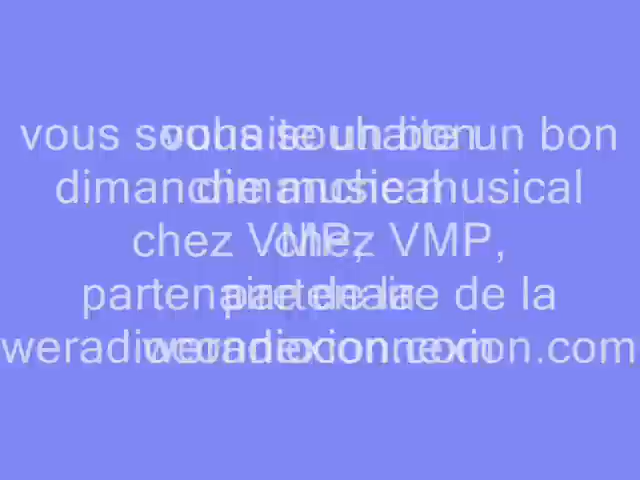 vous souhaite un bon
dimanche musical
chez VMP,
partenaire de la
weradioconnexion.com